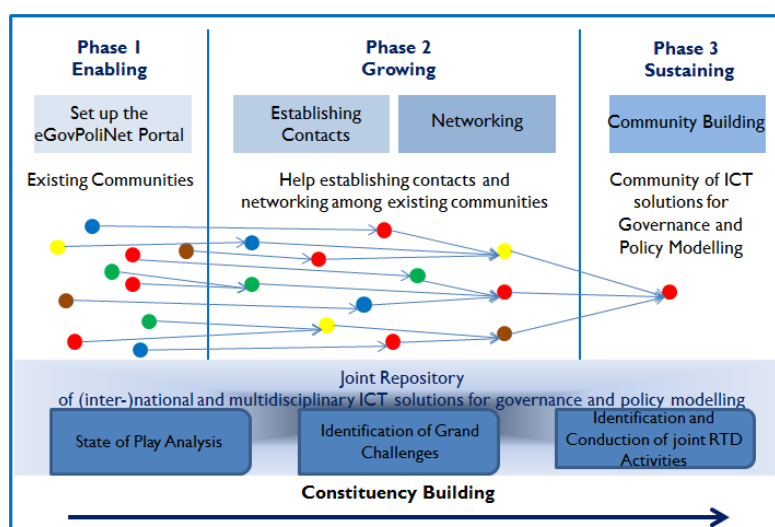 Phase 1
Enabling
Phase 2
Growing
Phase 3
Sustaining
Set up the
eGovPoliNet Portal
Establishing
Contacts
Networking
Community Building
Existing Communities
Help establishing contacts and
networking among existing communities
Community of ICT
solutions for
Governance and
Policy Modelling
Joint Repository
of (inter-)national and multidisciplinary ICT solutions for governance and policy modelling
State of Play Analysis
Identification of Grand
Challenges
Identification and
Conduction of joint RTD
Activities
Constituency Building